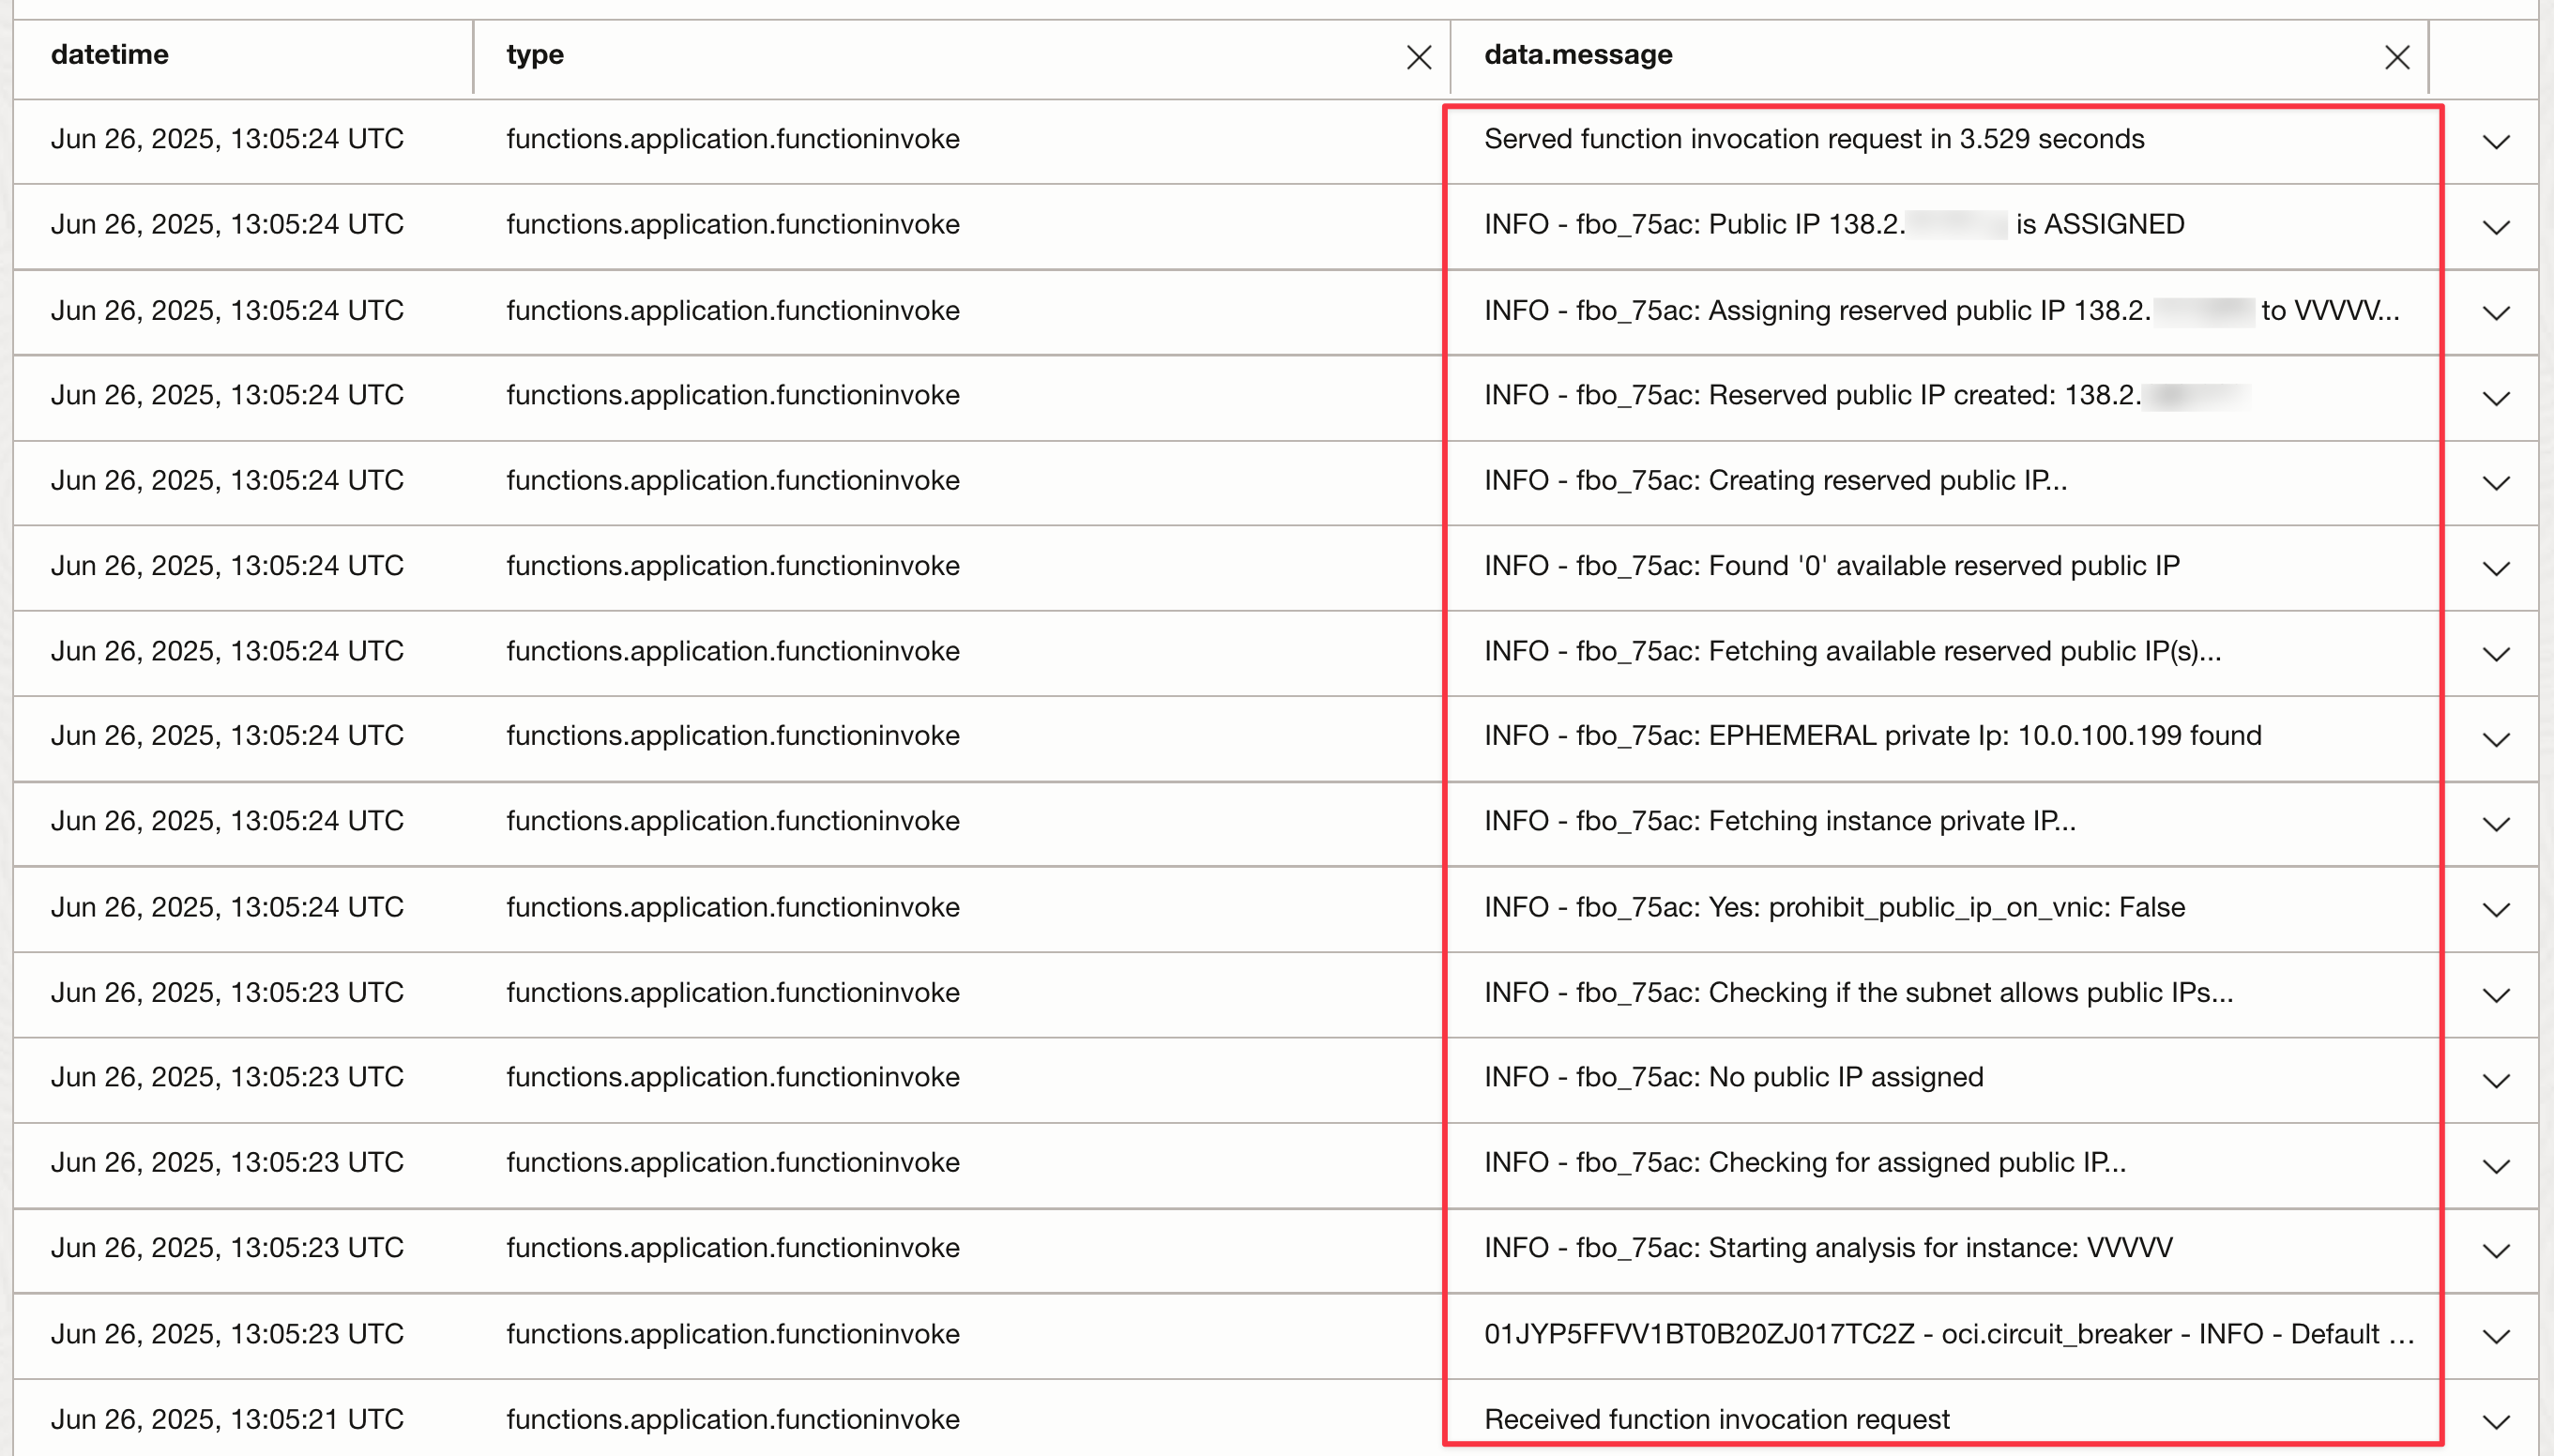 datetime type data.message
Jun 26, 2025, 13:05:24 UTC functions.application.functioninvoke Served function invocation request in 3.529 seconds
Jun 26, 2025, 13:05:24 UTC functions.application.functioninvoke INFO - fbo_75ac: Public IP 138.2. is ASSIGNED
Jun 26, 2025, 13:05:24 UTC functions.application.functioninvoke INFO - fbo_75ac: Assigning reserved public IP 138.2. to VVVVV...
Jun 26, 2025, 13:05:24 UTC functions.application.functioninvoke INFO - fbo_75ac: Reserved public IP created: 138.2.
Jun 26, 2025, 13:05:24 UTC functions.application.functioninvoke INFO - fbo_75ac: Creating reserved public IP...
Jun 26, 2025, 13:05:24 UTC functions.application.functioninvoke INFO - fbo_75ac: Found '0' available reserved public IP
Jun 26, 2025, 13:05:24 UTC functions.application.functioninvoke INFO - fbo_75ac: Fetching available reserved public IP(s)...
Jun 26, 2025, 13:05:24 UTC functions.application.functioninvoke INFO - fbo_75ac: EPHEMERAL private Ip: 10.0.100.199 found
Jun 26, 2025, 13:05:24 UTC functions.application.functioninvoke INFO - fbo_75ac: Fetching instance private IP...
Jun 26, 2025, 13:05:24 UTC functions.application.functioninvoke INFO - fbo_75ac: Yes: prohibit_public_ip_on_vnic: False
Jun 26, 2025, 13:05:23 UTC functions.application.functioninvoke INFO - fbo_75ac: Checking if the subnet allows public IPs...
Jun 26, 2025, 13:05:23 UTC functions.application.functioninvoke INFO - fbo_75ac: No public IP assigned
Jun 26, 2025, 13:05:23 UTC functions.application.functioninvoke INFO - fbo_75ac: Checking for assigned public IP...
Jun 26, 2025, 13:05:23 UTC functions.application.functioninvoke INFO - fbo_75ac: Starting analysis for instance: VVVVV
Jun 26, 2025, 13:05:23 UTC functions.application.functioninvoke 01JYP5FFVV1BT0B20ZJ017TC2Z - oci.circuit_breaker - INFO - Default ...
Jun 26, 2025, 13:05:21 UTC functions.application.functioninvoke Received function invocation request